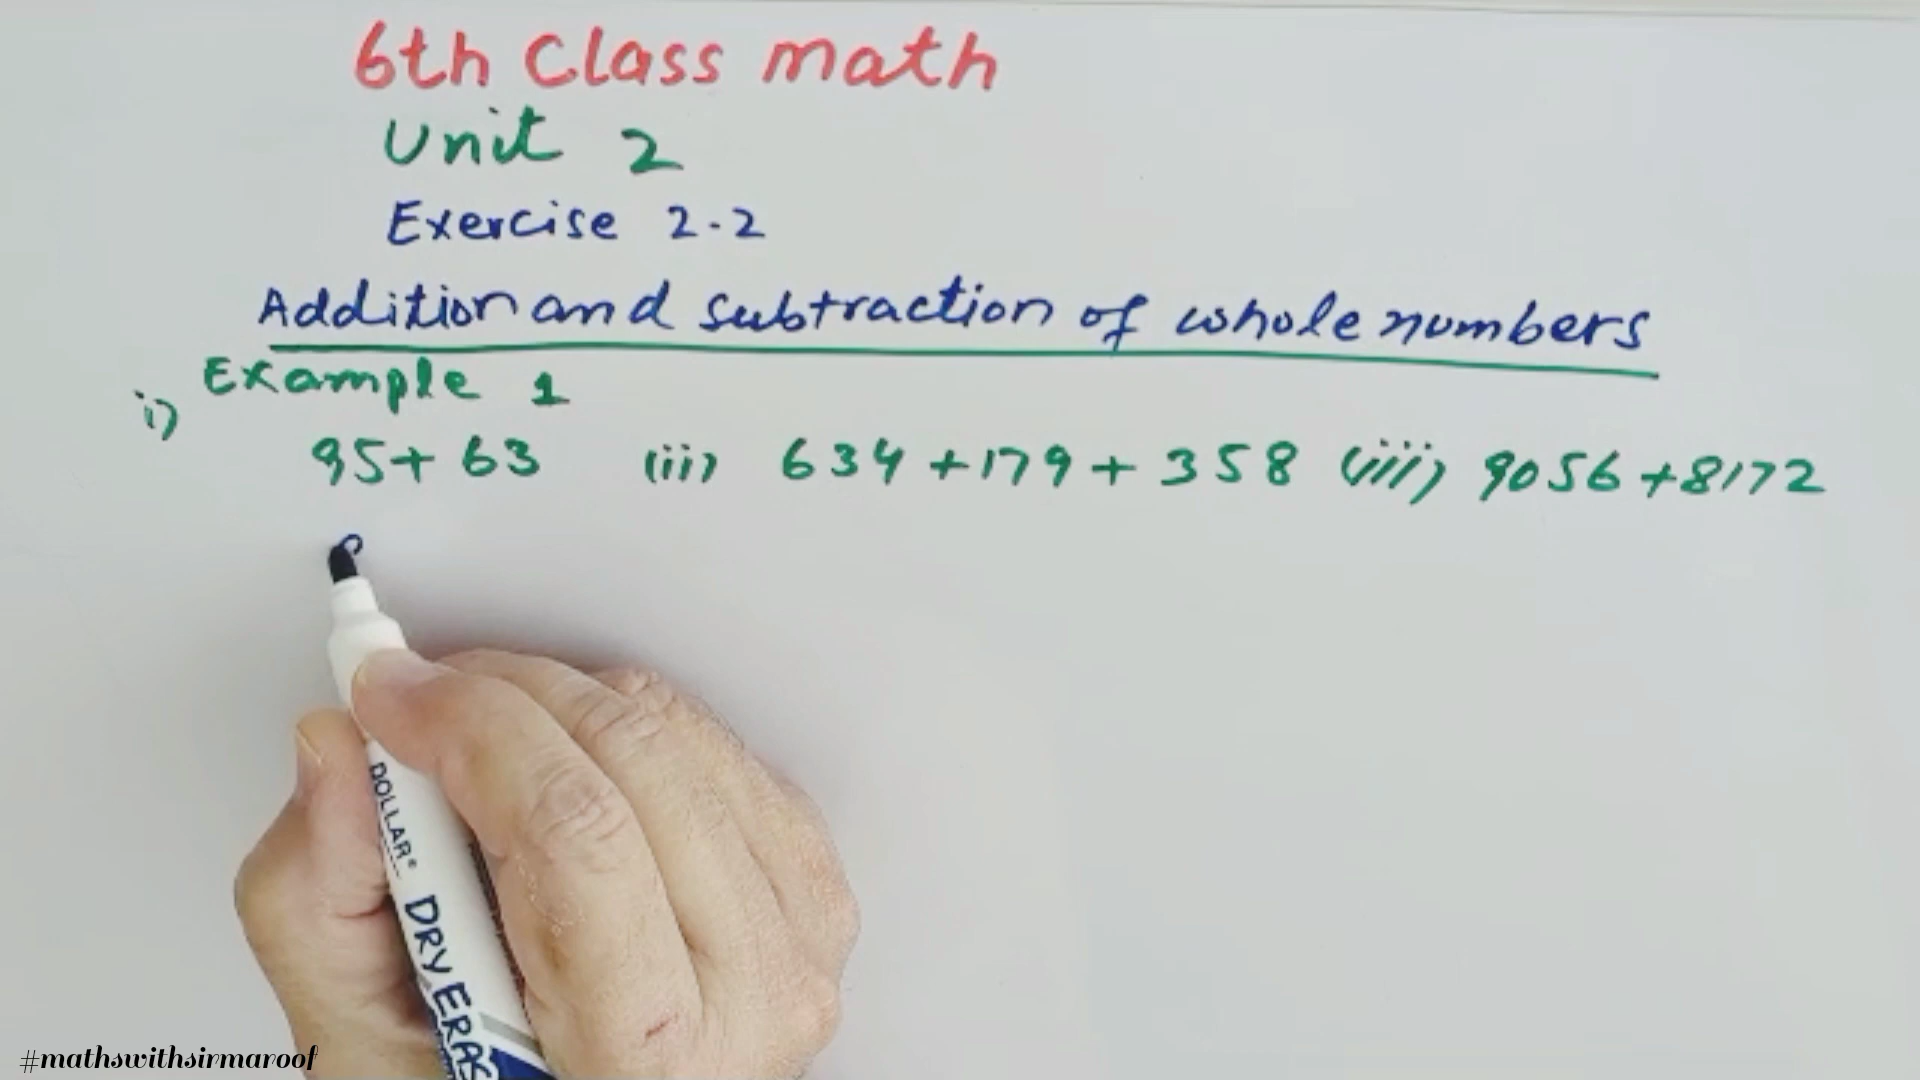 6th Class math
Unit 2
Exercise 2.2
Addition and subtraction of whole numbers
Example 1
i) 95+ 63 (ii) 634 +179 + 358 (iii) 9056 +8172
DOLLAR®
DRY ERAS
#mathswithsirmaroof